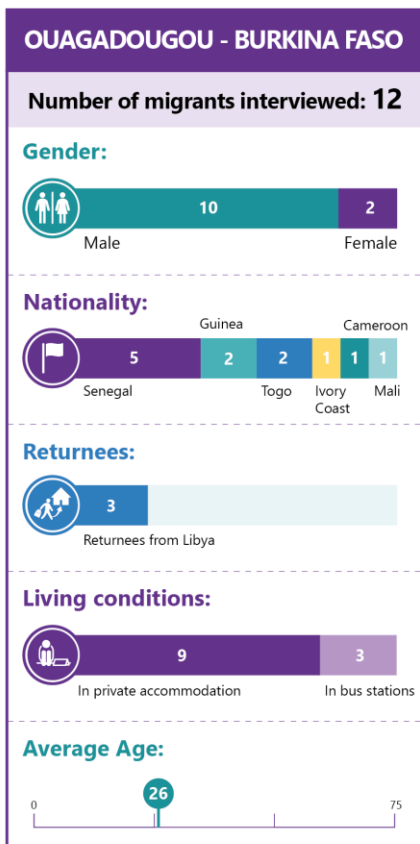 OUAGADOUGOU - BURKINA FASO
Number of migrants interviewed: 12
Gender:
10 2
Male Female
Nationality:
Guinea Cameroon
5 2 2 1 1 1
Senegal Togo Ivory Mali
Coast
Returnees:
3
Returnees from Libya
Living conditions:
9 3
In private accommodation In bus stations
Average Age:
26
0 75